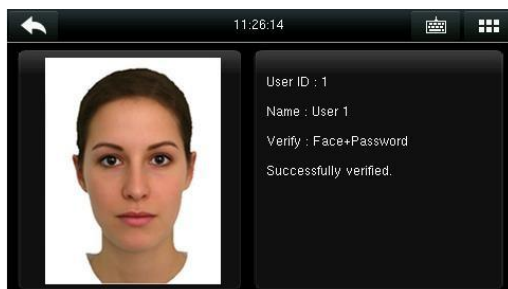 11:26:14
User ID : 1
Name : User 1
Verify : Face+Password
Successfully verified.